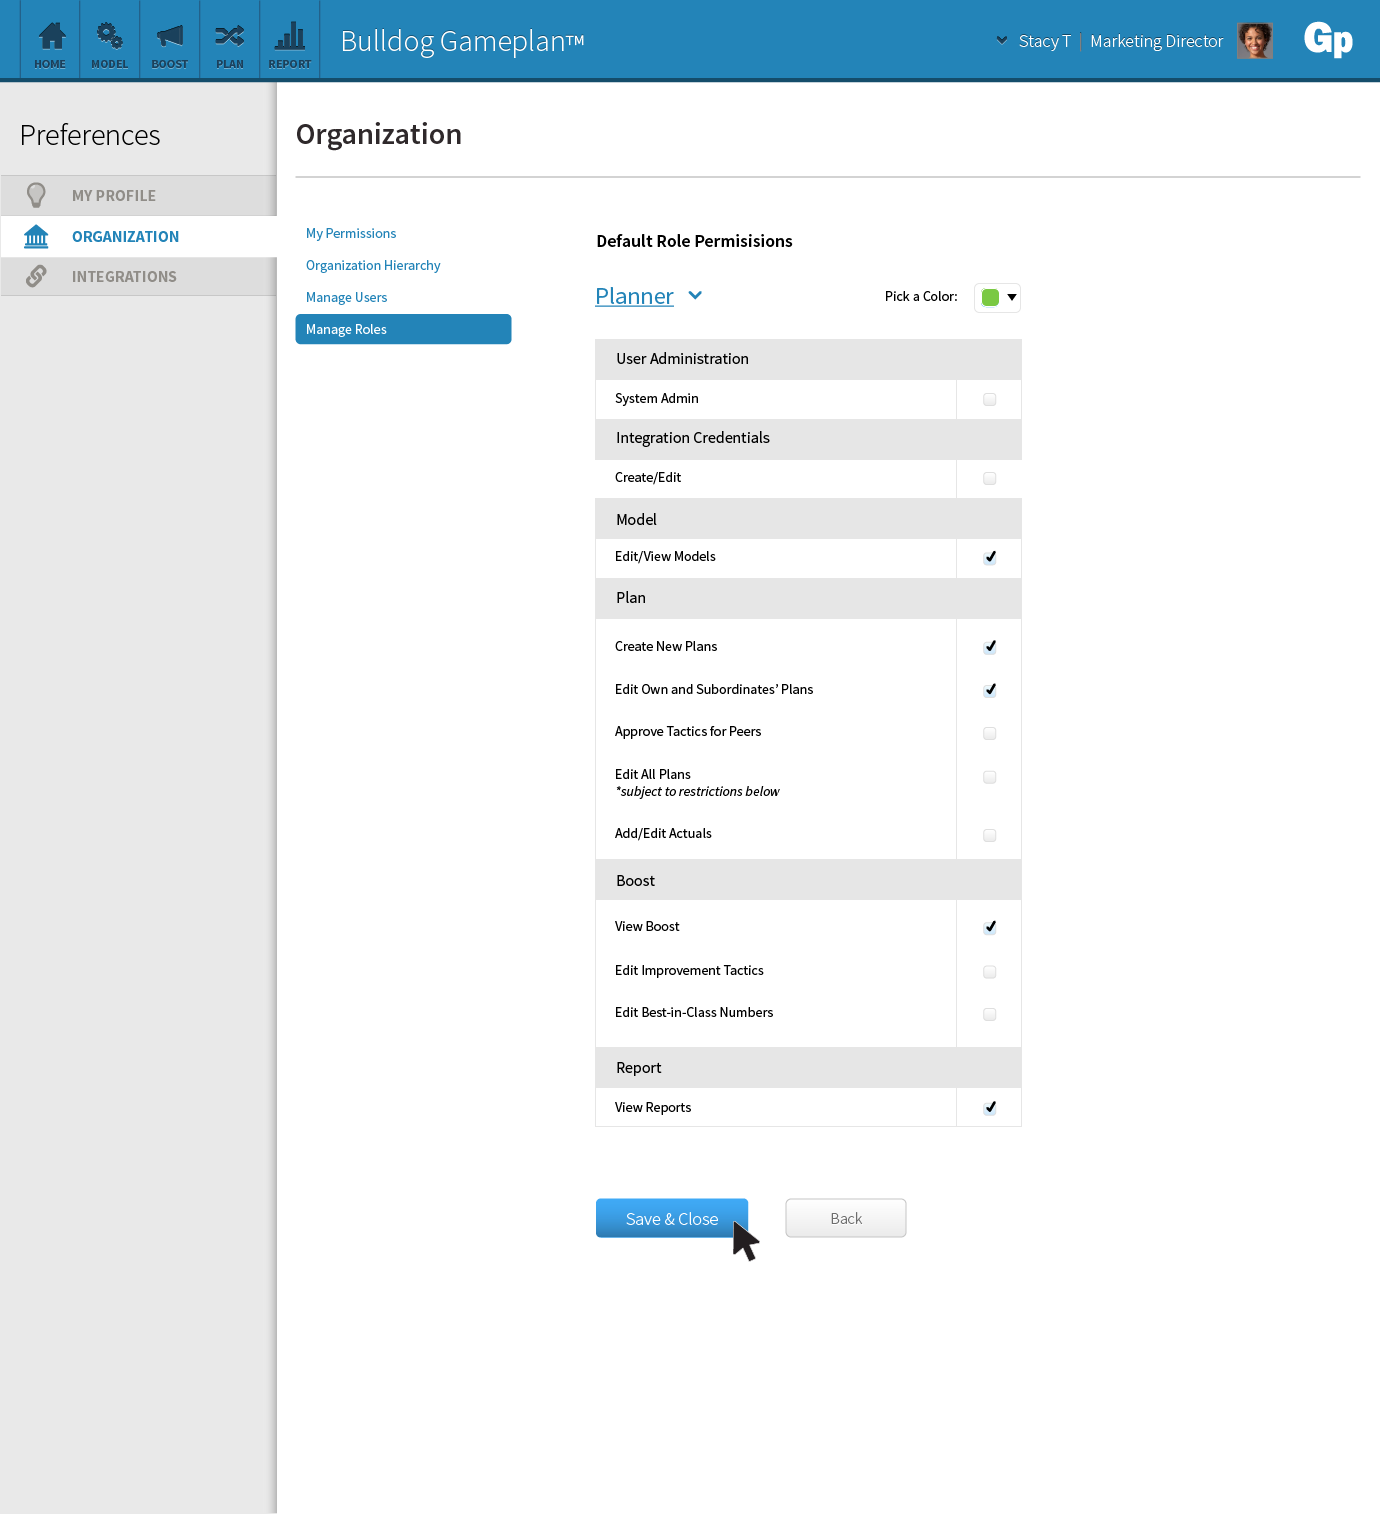 HOME
MODEL
BOOST
PLAN
REPORT
Bulldog Gameplan™
Stacy T | Marketing Director
Gp
Preferences
MY PROFILE
ORGANIZATION
INTEGRATIONS
Organization
My Permissions
Organization Hierarchy
Manage Users
Manage Roles
Default Role Permisisions
Planner
Pick a Color:
User Administration
System Admin
Integration Credentials
Create/Edit
Model
Edit/View Models
Plan
Create New Plans
Edit Own and Subordinates’ Plans
Approve Tactics for Peers
Edit All Plans
*subject to restrictions below
Add/Edit Actuals
Boost
View Boost
Edit Improvement Tactics
Edit Best-in-Class Numbers
Report
View Reports
Save & Close
Back